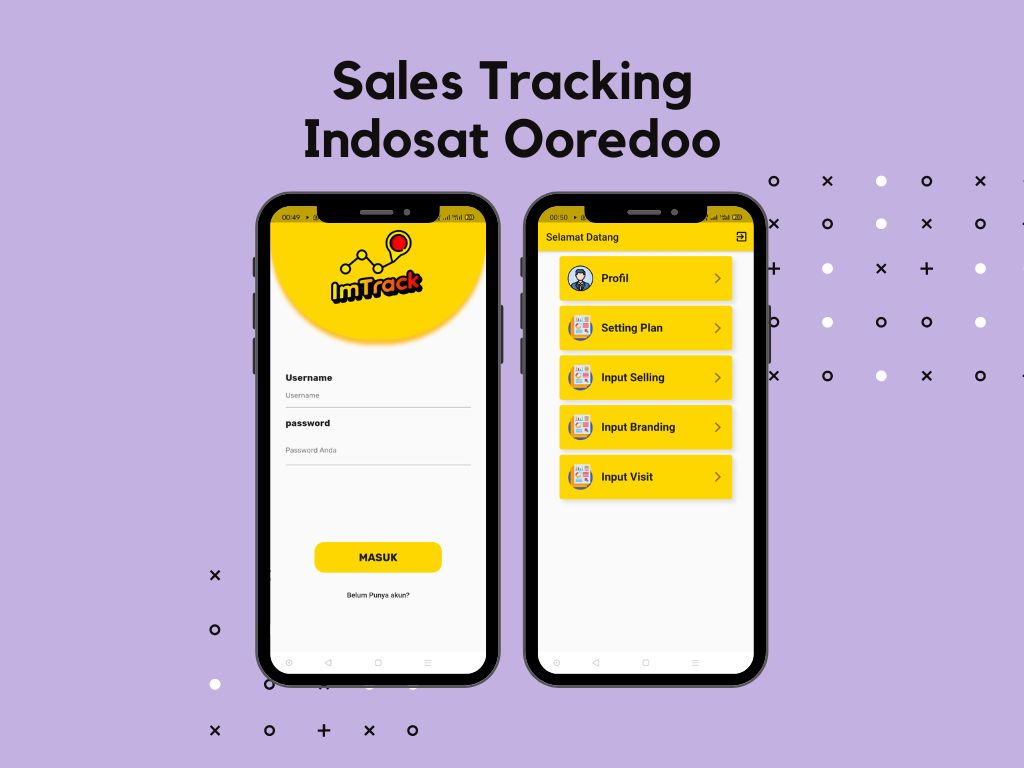 Sales Tracking
Indosat Ooredoo
00:49
ImTrack
Username
Username
password
Password Anda
MASUK
Belum Punya akun?
00:50
Selamat Datang
Profil
Setting Plan
Input Selling
Input Branding
Input Visit